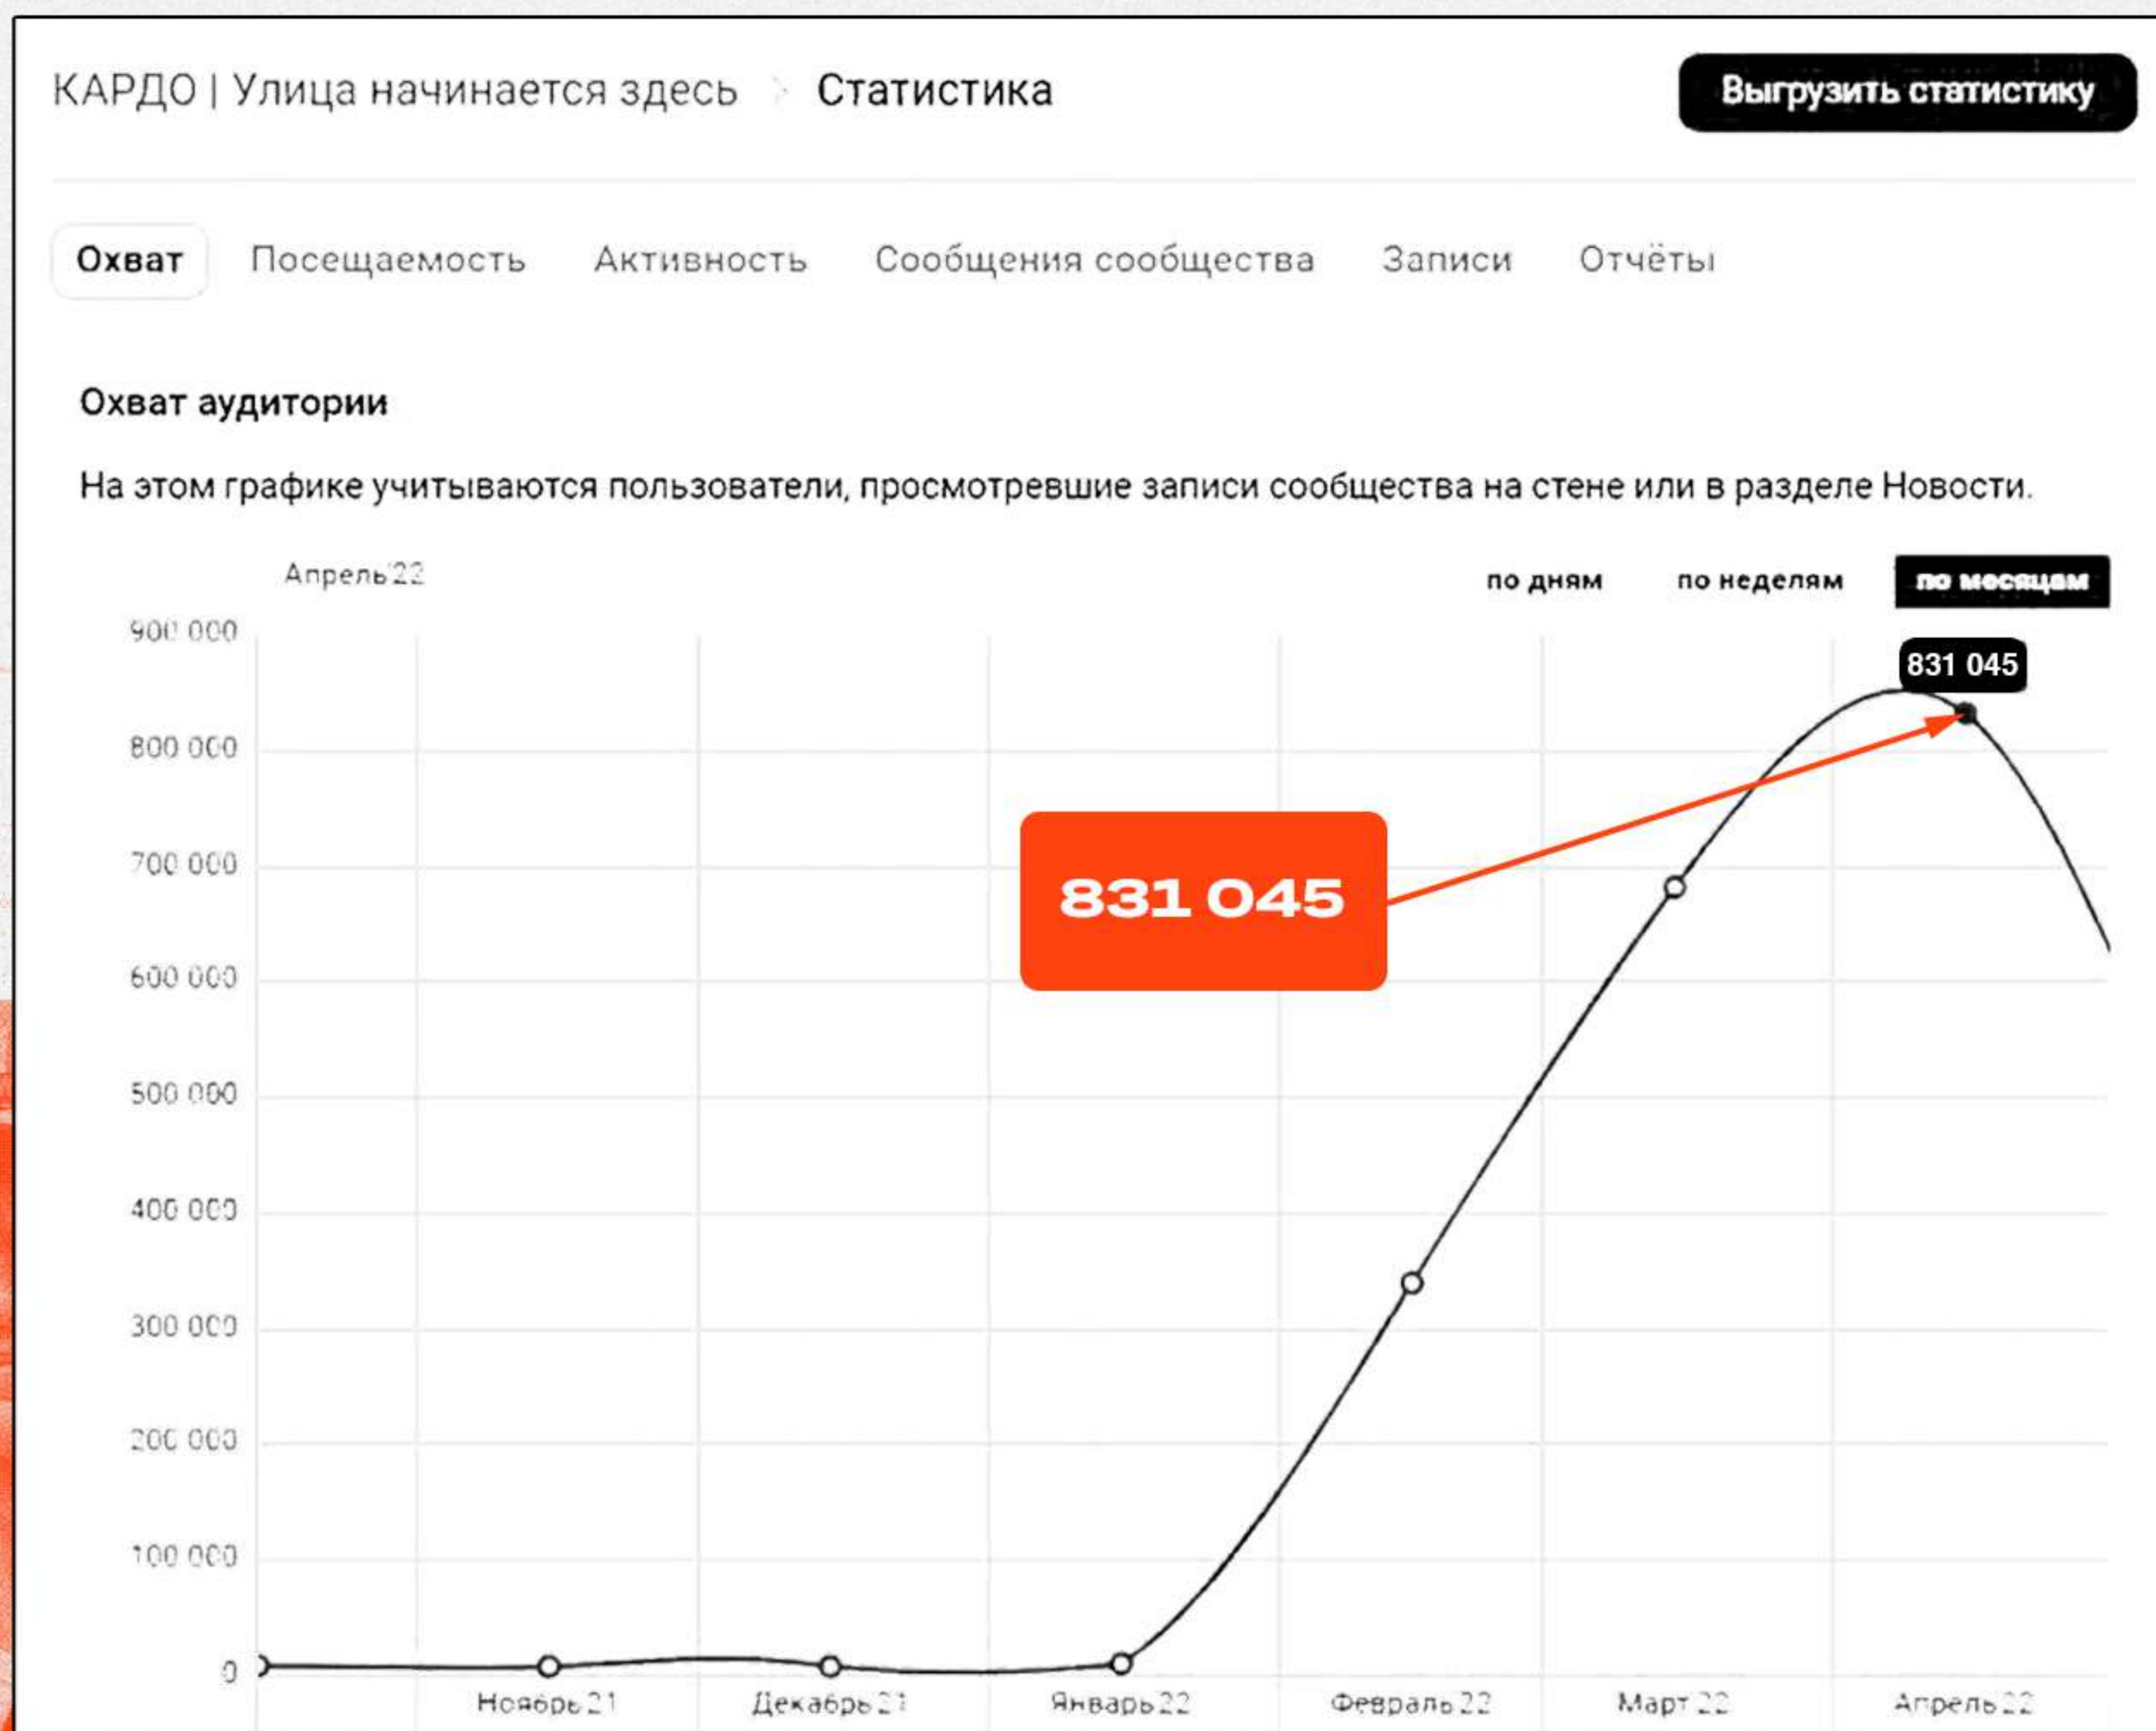 КАРДО | Улица начинается здесь > Статистика
Выгрузить статистику
Охват Посещаемость Активность Сообщения сообщества Записи Отчёты
Охват аудитории
На этом графике учитываются пользователи, просмотревшие записи сообщества на стене или в разделе Новости.
Апрель'22
по дням по неделям по месяцам
900 000
831 045
800 000
700 000
831 045
600 000
500 000
400 000
300 000
200 000
100 000
0
Ноябрь 21 Декабрь 21 Январь 22 Февраль 22 Март 22 Апрель 22